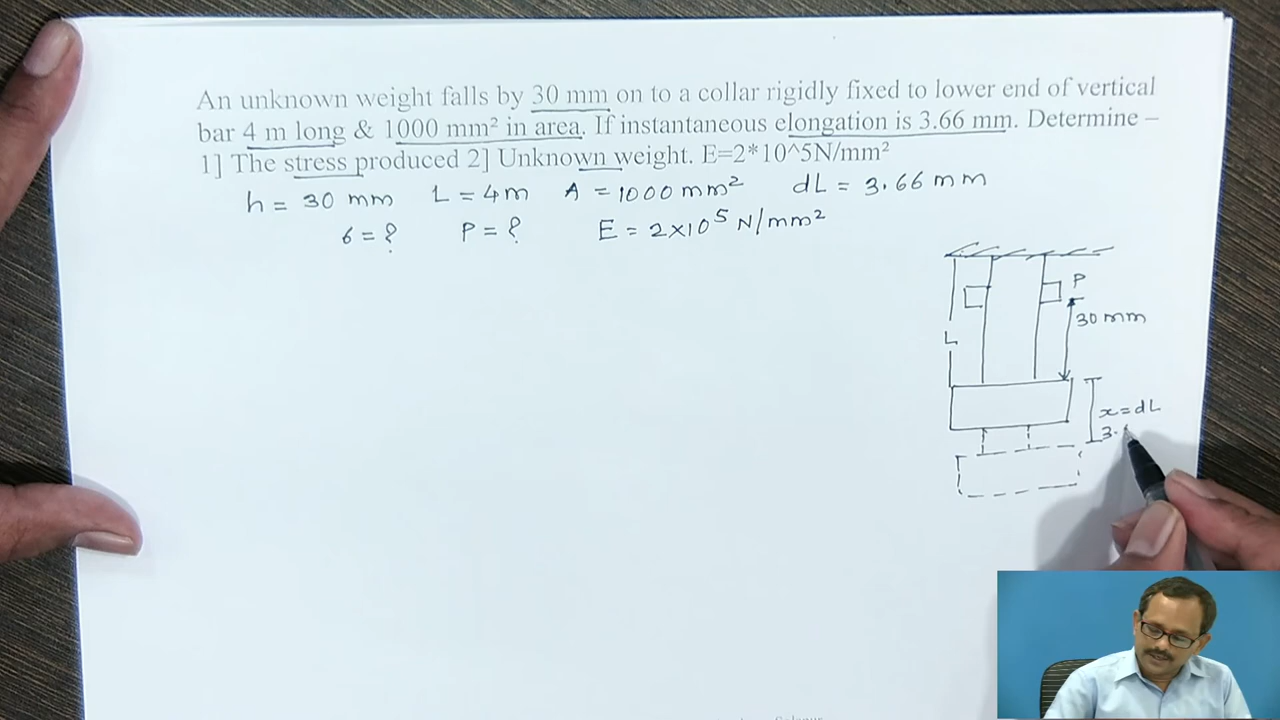 An unknown weight falls by 30 mm on to a collar rigidly fixed to lower end of vertical
bar 4 m long & 1000 mm² in area. If instantaneous elongation is 3.66 mm. Determine –
1] The stress produced 2] Unknown weight. E=2*10^5N/mm²
h = 30 mm L = 4m A = 1000 mm² dL = 3.66 mm
6 = ? P = ? E = 2×10⁵ N/mm²
P
30 mm
L
x = dL
3.